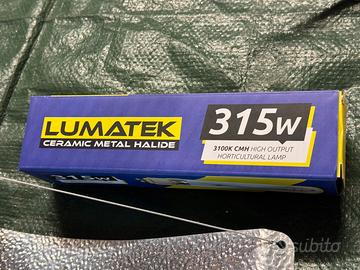 LUMATEK
CERAMIC METAL HALIDE
315W
3100K CMH HIGH OUTPUT
HORTICULTURAL LAMP
315W
subito